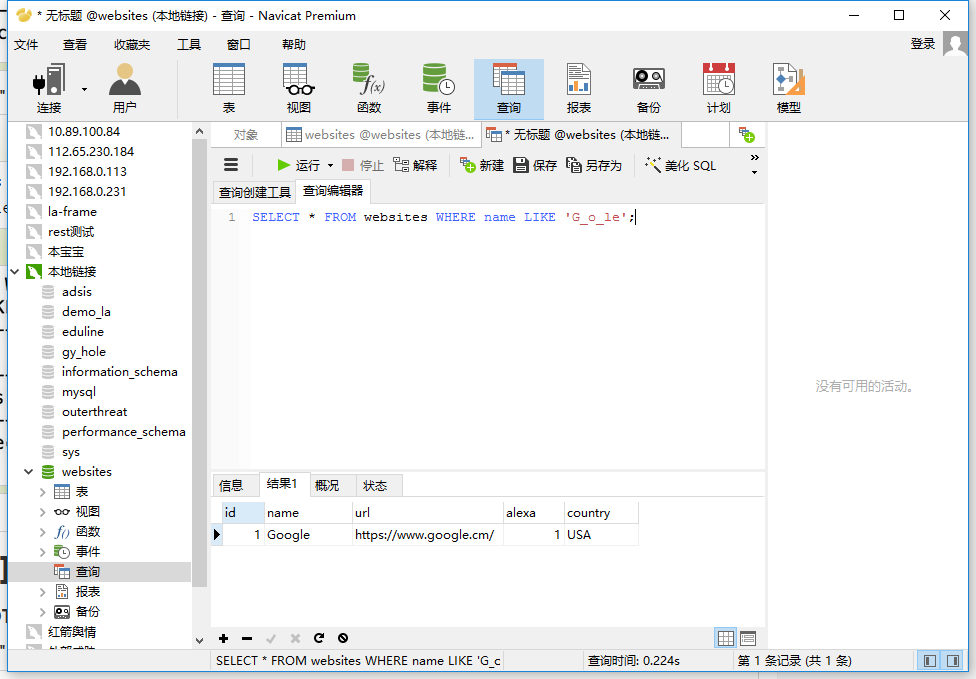 * 无标题 @websites (本地链接) - 查询 - Navicat Premium
文件 查看 收藏夹 工具 窗口 帮助 登录
连接 用户 表 视图 函数 事件 查询 报表 备份 计划 模型
10.89.100.84
112.65.230.184
192.168.0.113
192.168.0.231
la-frame
rest测试
本宝宝
本地链接
adsis
demo_la
eduline
gy_hole
information_schema
mysql
outerthreat
performance_schema
sys
websites
表
视图
函数
事件
查询
报表
备份
红箭舆情
对象 websites @websites (本地链... * 无标题 @websites (本地链...
运行 停止 解释 新建 保存 另存为 美化 SQL
查询创建工具 查询编辑器
1 SELECT * FROM websites WHERE name LIKE 'G_o_le';
没有可用的活动。
信息 结果1 概况 状态
id name url alexa country
1 Google https://www.google.cm/ 1 USA
SELECT * FROM websites WHERE name LIKE 'G_c 查询时间: 0.224s 第 1 条记录 (共 1 条)